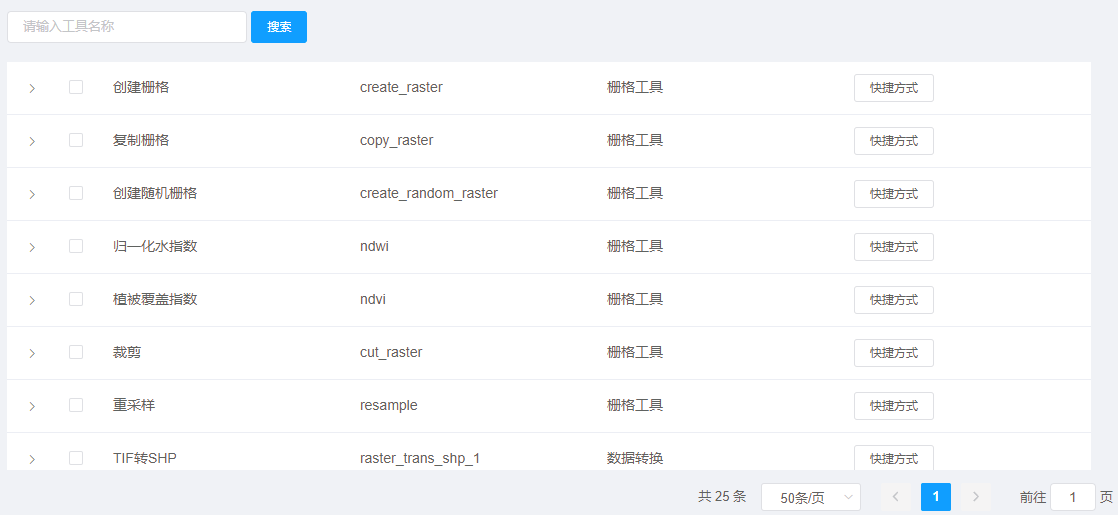 请输入工具名称 搜索
创建栅格 create_raster 栅格工具 快捷方式
复制栅格 copy_raster 栅格工具 快捷方式
创建随机栅格 create_random_raster 栅格工具 快捷方式
归一化水指数 ndwi 栅格工具 快捷方式
植被覆盖指数 ndvi 栅格工具 快捷方式
裁剪 cut_raster 栅格工具 快捷方式
重采样 resample 栅格工具 快捷方式
TIF转SHP raster_trans_shp_1 数据转换 快捷方式
共 25 条 50条/页 1 前往 1 页